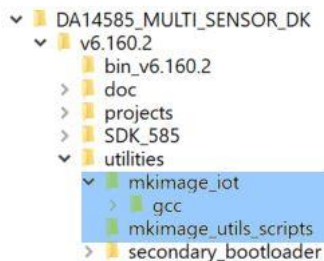 DA14585_MULTI_SENSOR_DK
v6.160.2
bin_v6.160.2
doc
projects
SDK_585
utilities
mkimage_iot
gcc
mkimage_utils_scripts
secondary_bootloader